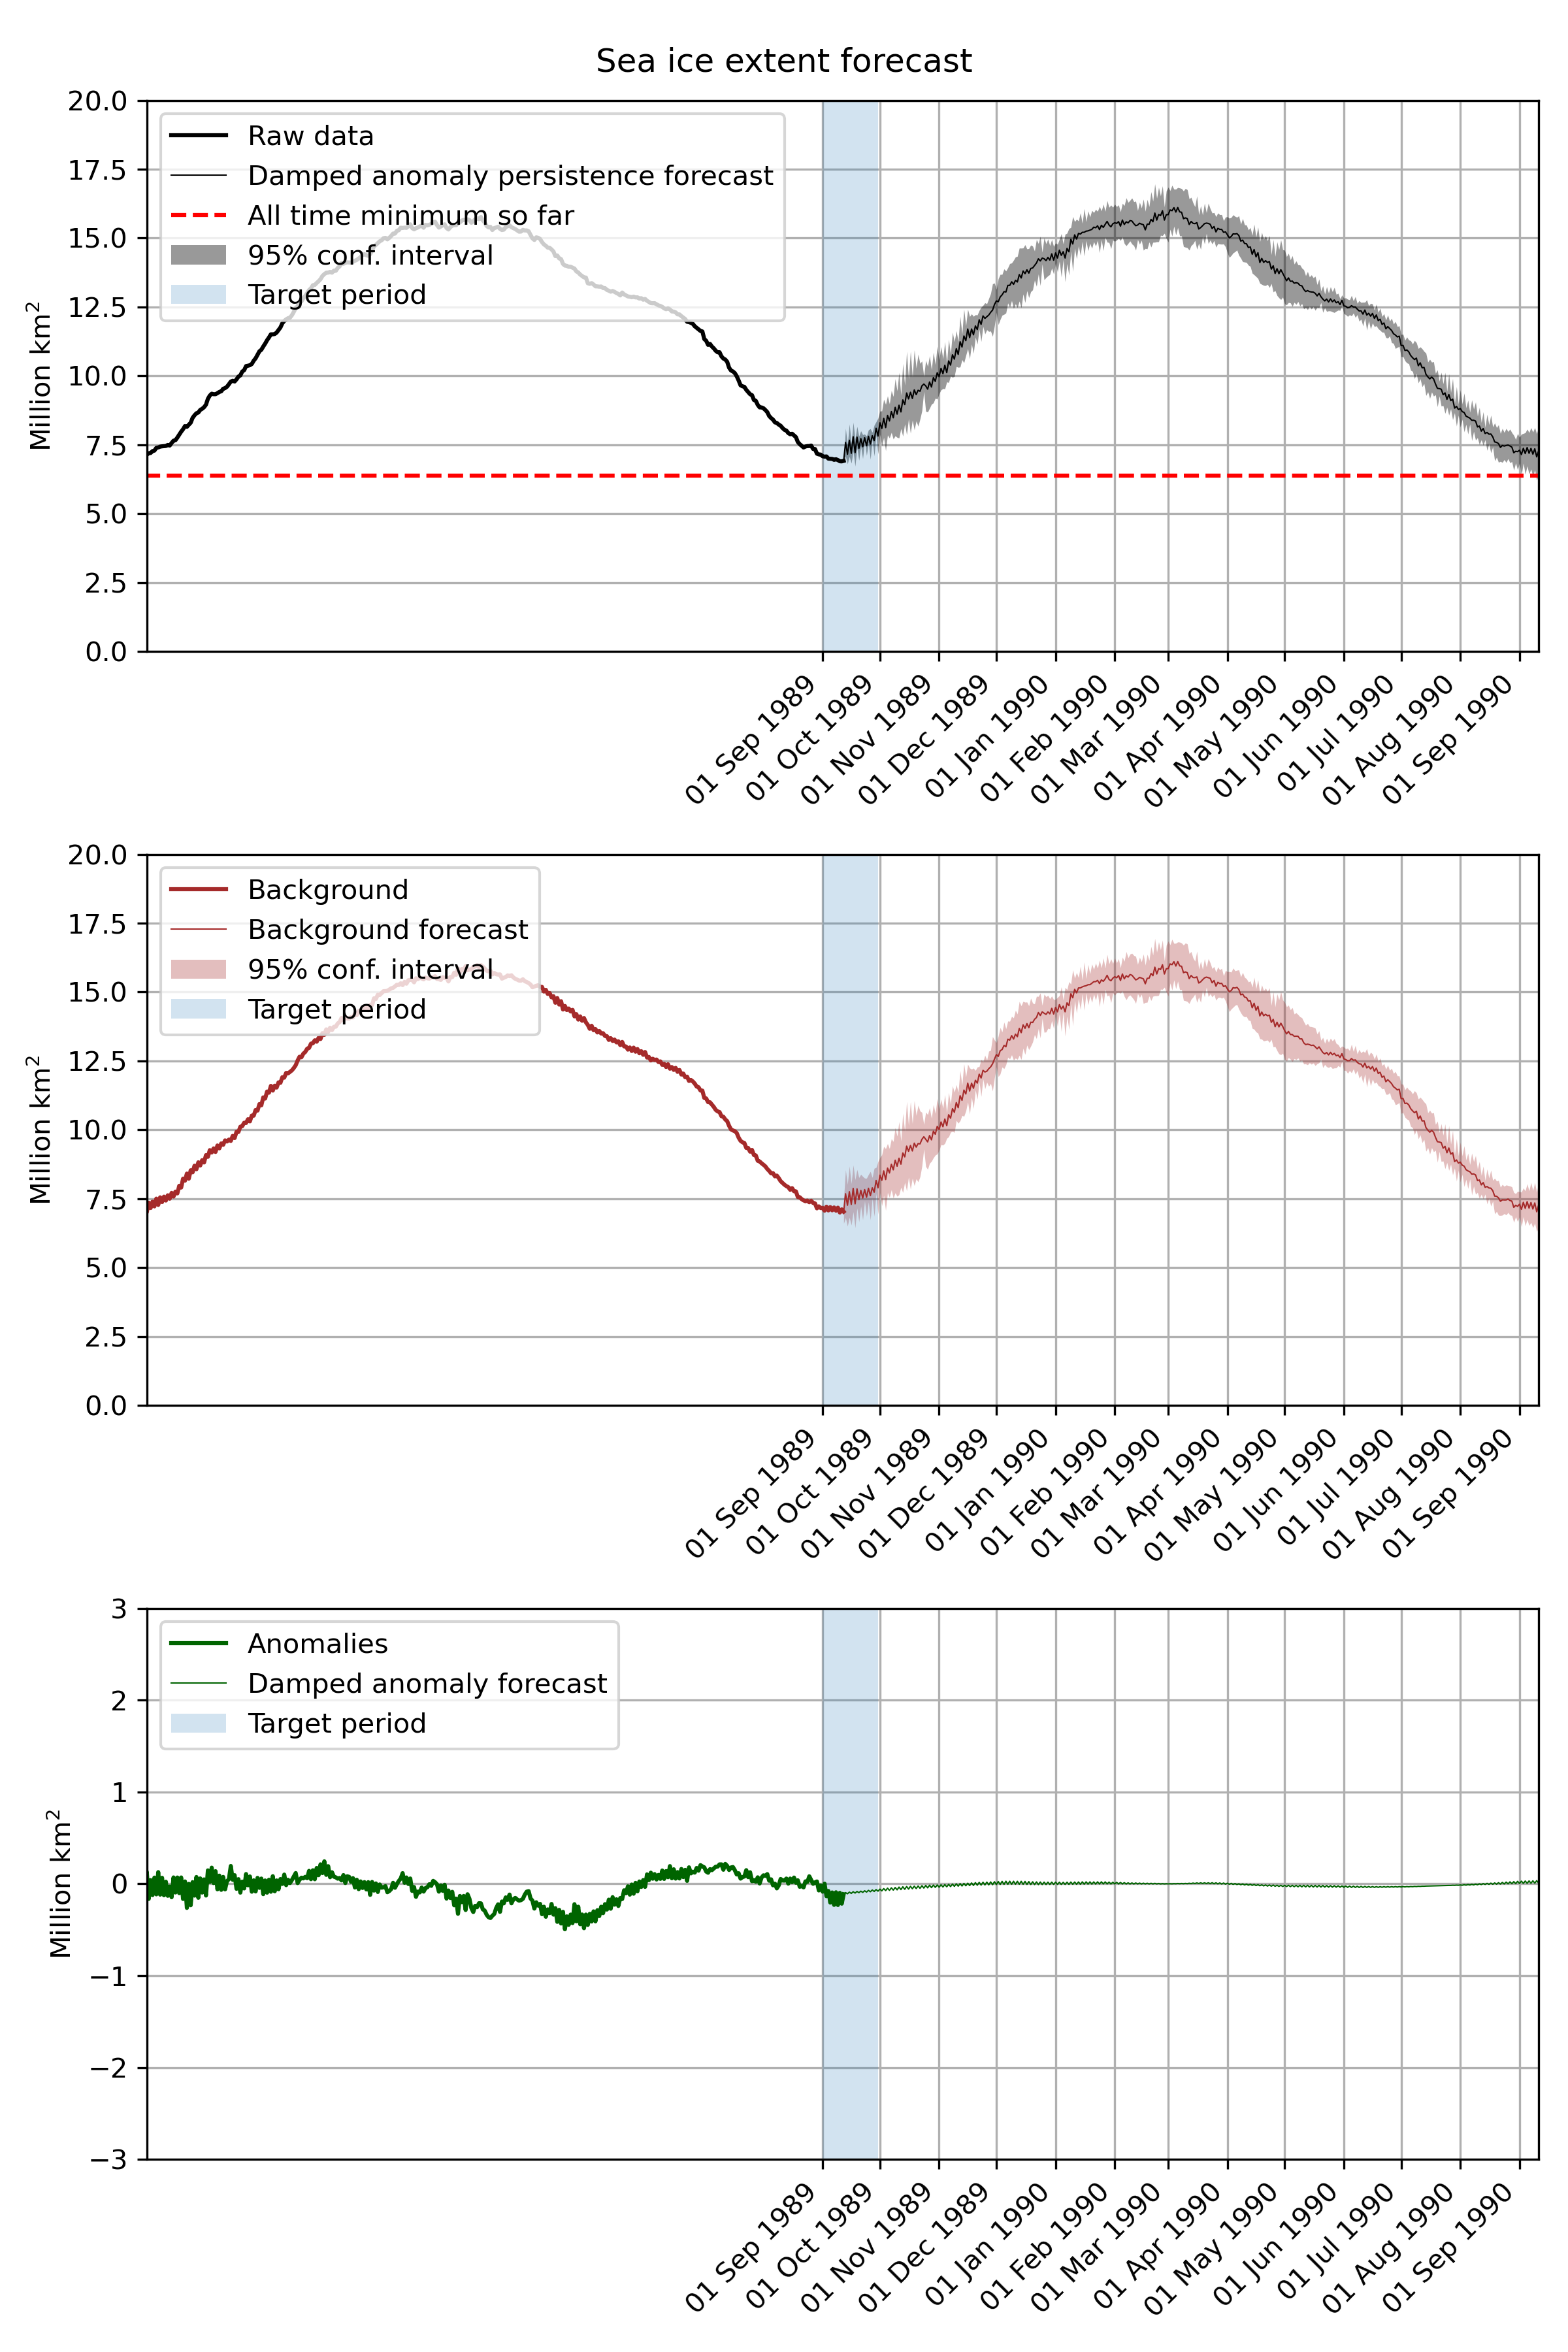 Sea ice extent forecast
20.0
17.5
15.0
12.5
10.0
7.5
5.0
2.5
0.0
Million km²
Raw data
Damped anomaly persistence forecast
All time minimum so far
95% conf. interval
Target period
01 Sep 1989
01 Oct 1989
01 Nov 1989
01 Dec 1989
01 Jan 1990
01 Feb 1990
01 Mar 1990
01 Apr 1990
01 May 1990
01 Jun 1990
01 Jul 1990
01 Aug 1990
01 Sep 1990
20.0
17.5
15.0
12.5
10.0
7.5
5.0
2.5
0.0
Million km²
Background
Background forecast
95% conf. interval
Target period
01 Sep 1989
01 Oct 1989
01 Nov 1989
01 Dec 1989
01 Jan 1990
01 Feb 1990
01 Mar 1990
01 Apr 1990
01 May 1990
01 Jun 1990
01 Jul 1990
01 Aug 1990
01 Sep 1990
3
2
1
0
−1
−2
−3
Million km²
Anomalies
Damped anomaly forecast
Target period
01 Sep 1989
01 Oct 1989
01 Nov 1989
01 Dec 1989
01 Jan 1990
01 Feb 1990
01 Mar 1990
01 Apr 1990
01 May 1990
01 Jun 1990
01 Jul 1990
01 Aug 1990
01 Sep 1990